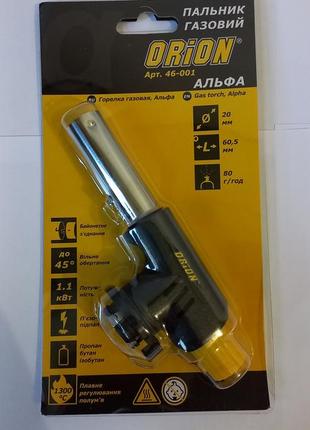 ПАЛЬНИК
ГАЗОВИЙ
ORiON®
Арт. 46-001
АЛЬФА
RU Горелка газовая, Альфа
EN Gas torch, Alpha
Ø
20
мм
L
60,5
мм
80
г/год
ORiON
Байонетне
з'єднання
до
45°
Вільне
обертання
1.1
кВт
Потуж-
ність
П'єзо-
підпал
Пропан
бутан
ізобутан
1300
°C
Плавне
регулювання
полум'я